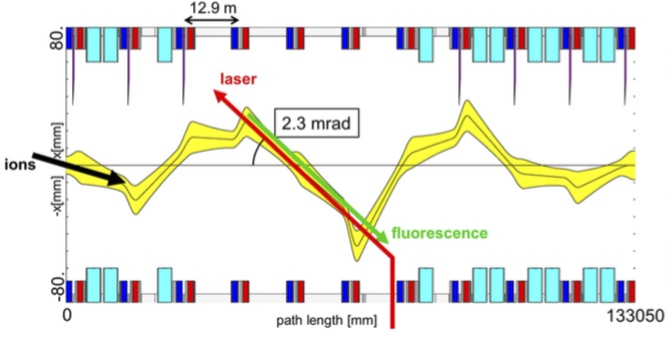 12.9 m
80.
laser
2.3 mrad
x[mm]
ions
-x[mm]
fluorescence
-80.
0
path length [mm]
133050